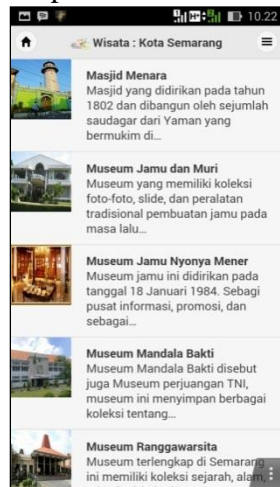 10.22
Wisata : Kota Semarang
Masjid Menara
Masjid yang didirikan pada tahun
1802 dan dibangun oleh sejumlah
saudagar dari Yaman yang
bermukim di...
Museum Jamu dan Muri
Museum yang memiliki koleksi
foto-foto, slide, dan peralatan
tradisional pembuatan jamu pada
masa lalu...
Museum Jamu Nyonya Mener
Museum jamu ini didirikan pada
tanggal 18 Januari 1984. Sebagi
pusat informasi, promosi, dan
sebagai...
Museum Mandala Bakti
Museum Mandala Bakti disebut
juga Museum perjuangan TNI,
museum ini menyimpan berbagai
koleksi tentang...
Museum Ranggawarsita
Museum terlengkap di Semarang
ini memiliki koleksi sejarah, alam,